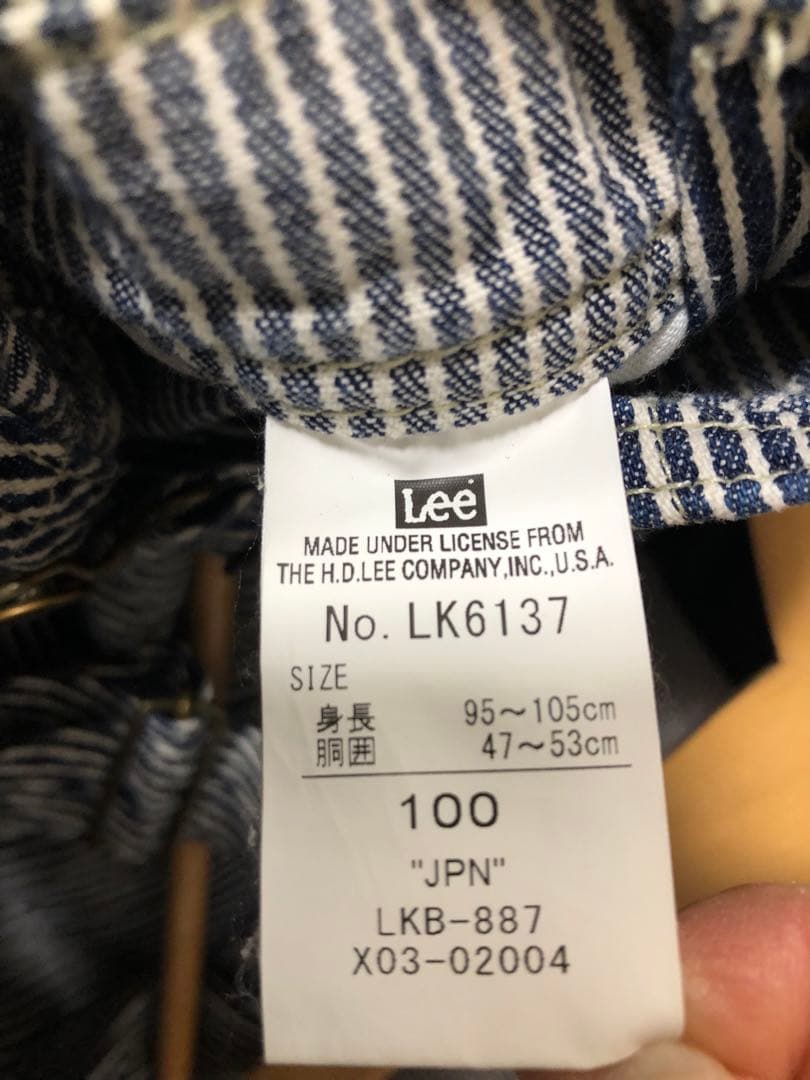 Lee
MADE UNDER LICENSE FROM
THE H.D.LEE COMPANY,INC.,U.S.A.
No. LK6137
SIZE
身長 95～105cm
胴囲 47～53cm
100
"JPN"
LKB-887
X03-02004